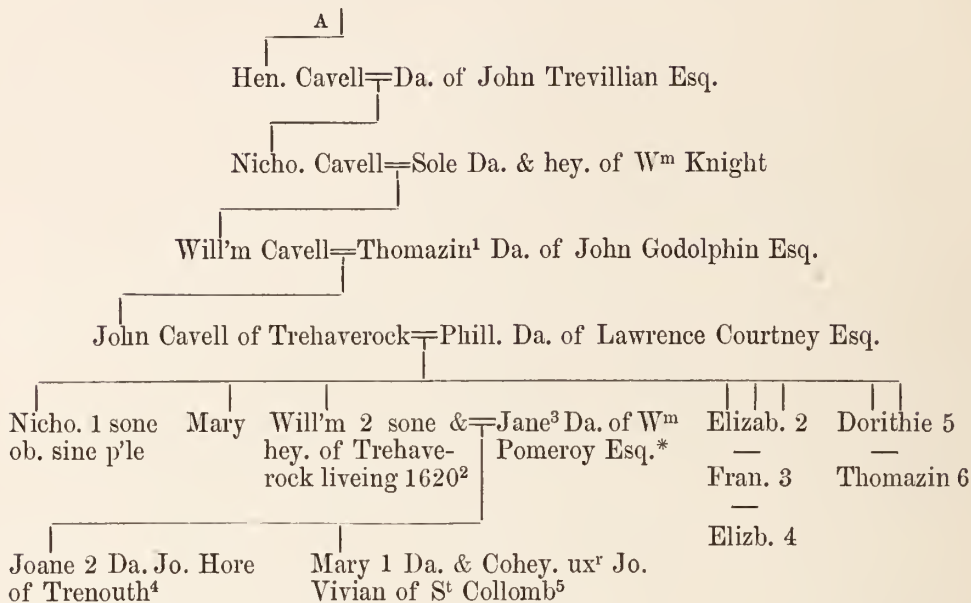 A
Hen. Cavell=Da. of John Trevillian Esq.
Nicho. Cavell=Sole Da. & hey. of Wᵐ Knight
Will'm Cavell=Thomazin¹ Da. of John Godolphin Esq.
John Cavell of Trehaverock=Phill. Da. of Lawrence Courtney Esq.
Nicho. 1 sone
ob. sine p'le
Mary
Will'm 2 sone &
hey. of Trehave-
rock liveing 1620²
=Jane³ Da. of Wᵐ
Pomeroy Esq.*
Elizab. 2
—
Fran. 3
—
Elizb. 4
Dorithie 5
—
Thomazin 6
Joane 2 Da. Jo. Hore
of Trenouth⁴
Mary 1 Da. & Cohey. uxʳ Jo.
Vivian of Sᵗ Collomb⁵